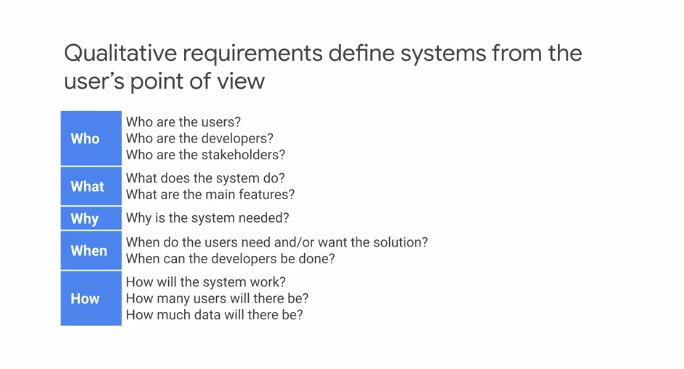 Qualitative requirements define systems from the
user's point of view
Who
Who are the users?
Who are the developers?
Who are the stakeholders?
What
What does the system do?
What are the main features?
Why
Why is the system needed?
When
When do the users need and/or want the solution?
When can the developers be done?
How
How will the system work?
How many users will there be?
How much data will there be?